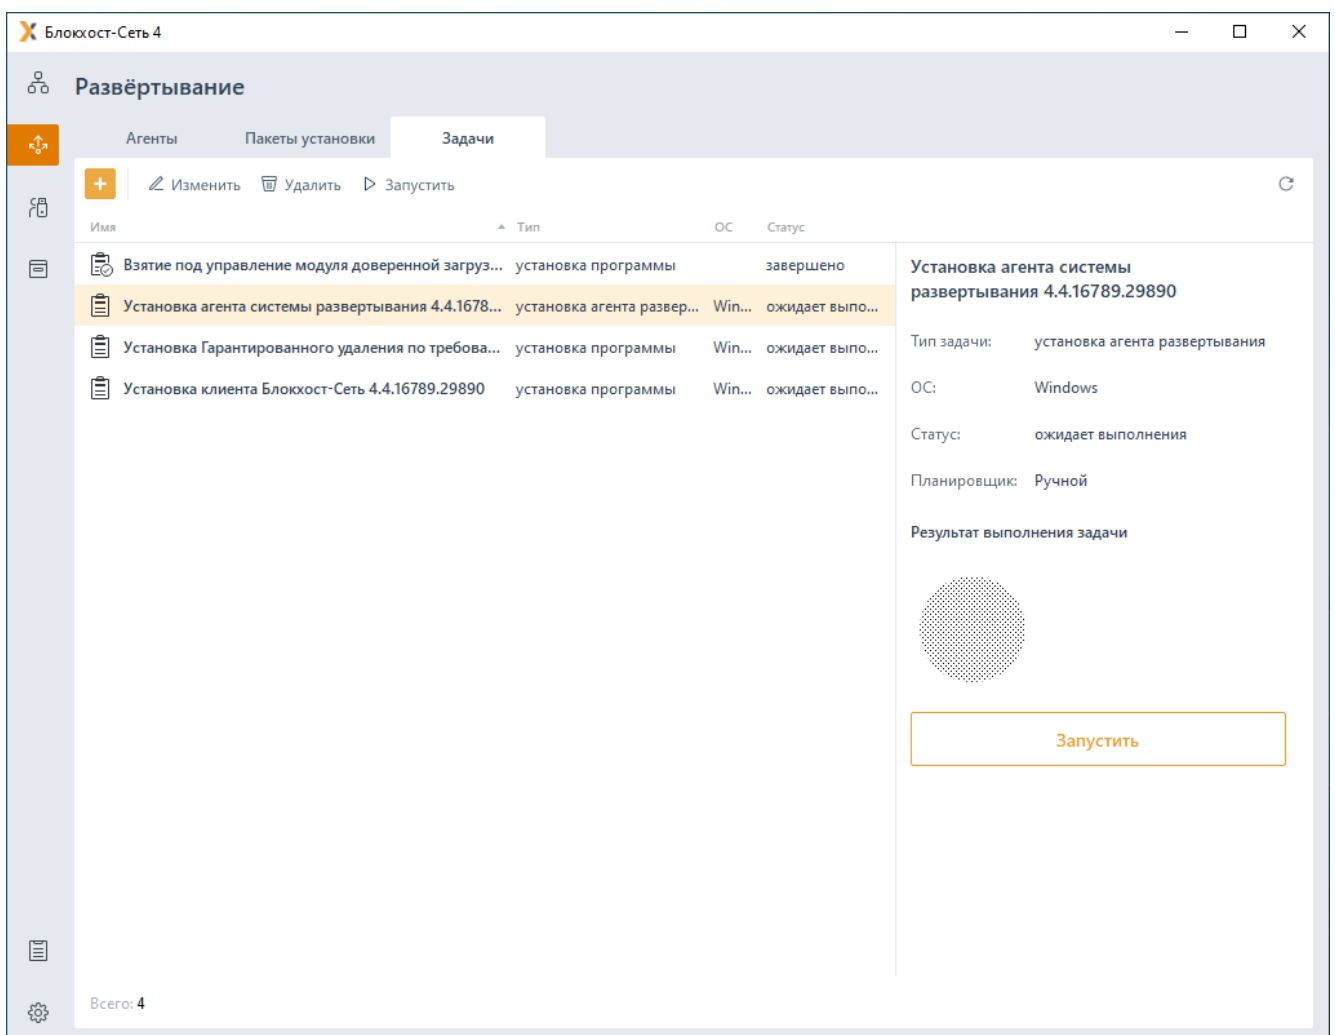 Блокхост-Сеть 4
Развёртывание
Агенты Пакеты установки Задачи
Изменить Удалить Запустить
Имя Тип ОС Статус
Взятие под управление модуля доверенной загруз... установка программы завершено
Установка агента системы развертывания 4.4.1678... установка агента развер... Win... ожидает выпо...
Установка Гарантированного удаления по требова... установка программы Win... ожидает выпо...
Установка клиента Блокхост-Сеть 4.4.16789.29890 установка программы Win... ожидает выпо...
Установка агента системы
развертывания 4.4.16789.29890
Тип задачи: установка агента развертывания
ОС: Windows
Статус: ожидает выполнения
Планировщик: Ручной
Результат выполнения задачи
Запустить
Всего: 4